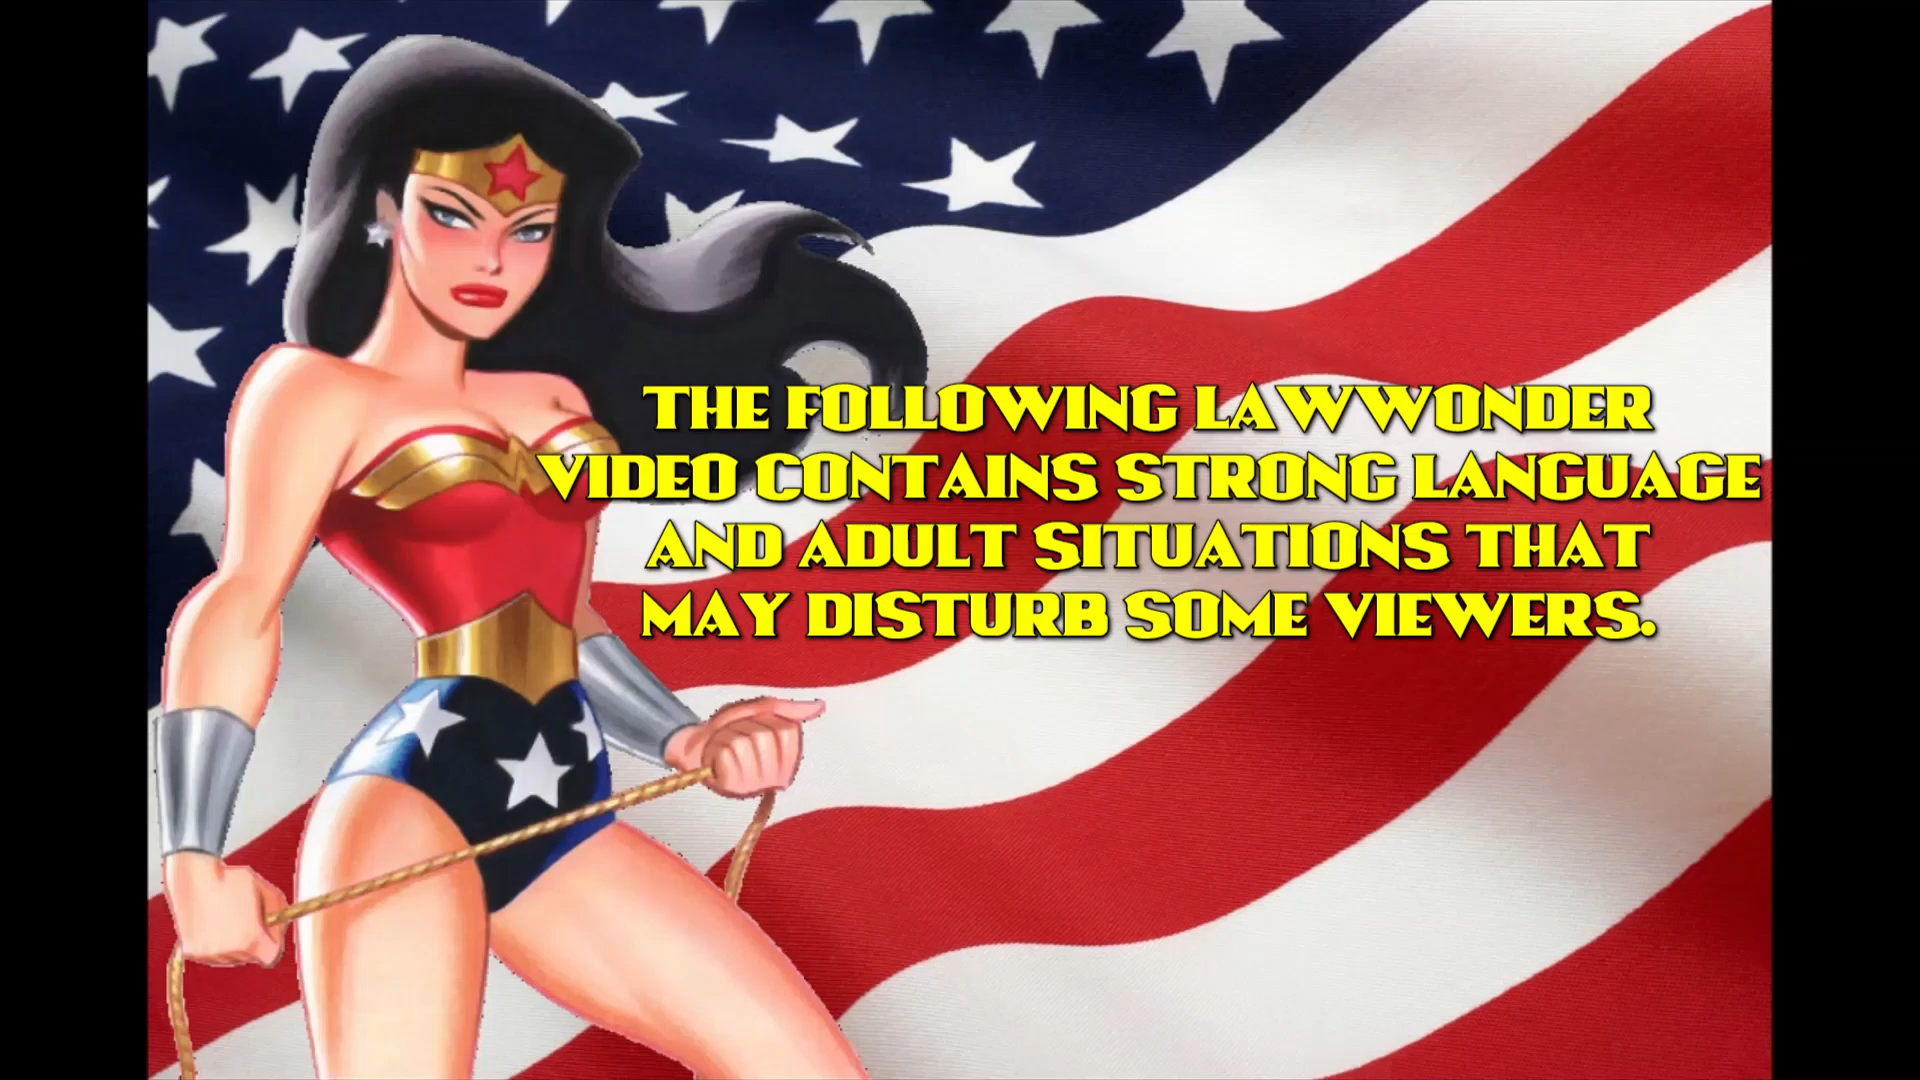 THE FOLLOWING LAWWONDER
VIDEO CONTAINS STRONG LANGUAGE
AND ADULT SITUATIONS THAT
MAY DISTURB SOME VIEWERS.